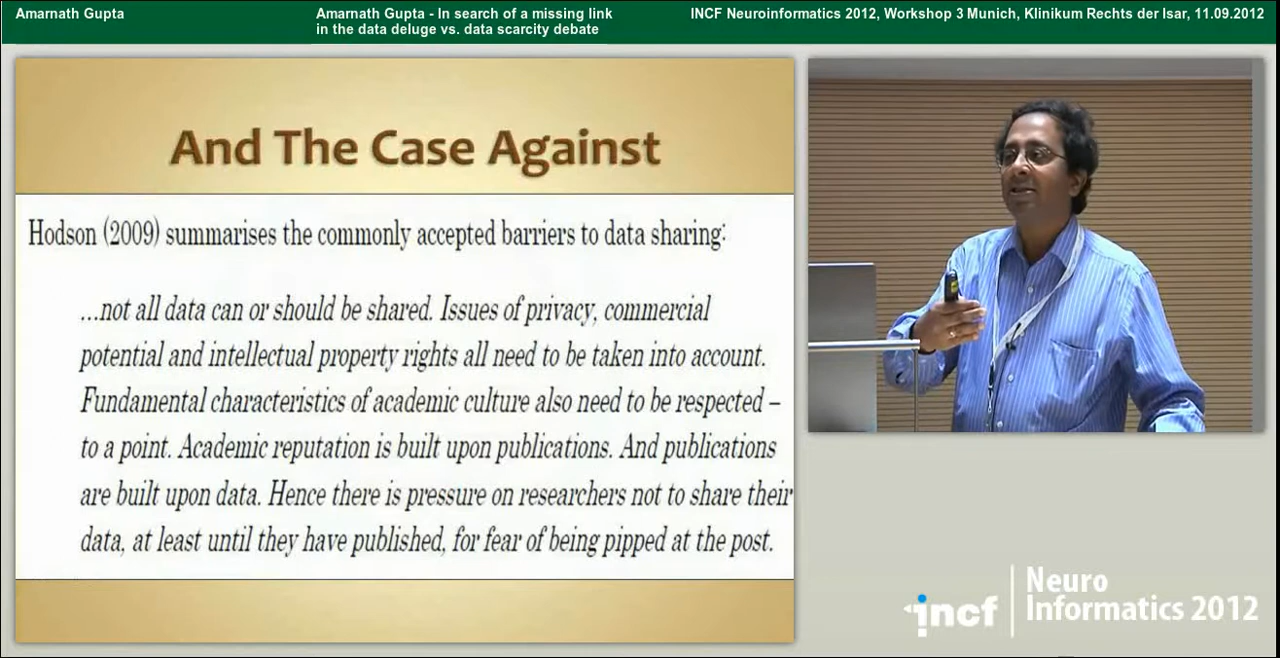 Amarnath Gupta
Amarnath Gupta - In search of a missing link
in the data deluge vs. data scarcity debate
INCF Neuroinformatics 2012, Workshop 3 Munich, Klinikum Rechts der Isar, 11.09.2012
And The Case Against
Hodson (2009) summarises the commonly accepted barriers to data sharing:
...not all data can or should be shared. Issues of privacy, commercial
potential and intellectual property rights all need to be taken into account.
Fundamental characteristics of academic culture also need to be respected –
to a point. Academic reputation is built upon publications. And publications
are built upon data. Hence there is pressure on researchers not to share their
data, at least until they have published, for fear of being pipped at the post.
incf
Neuro
Informatics 2012